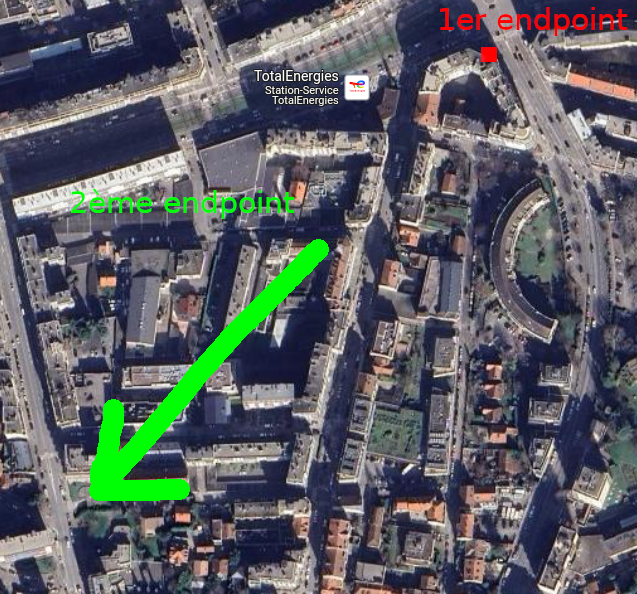 1er endpoint
TotalEnergies
Station-Service
TotalEnergies
2ème endpoint